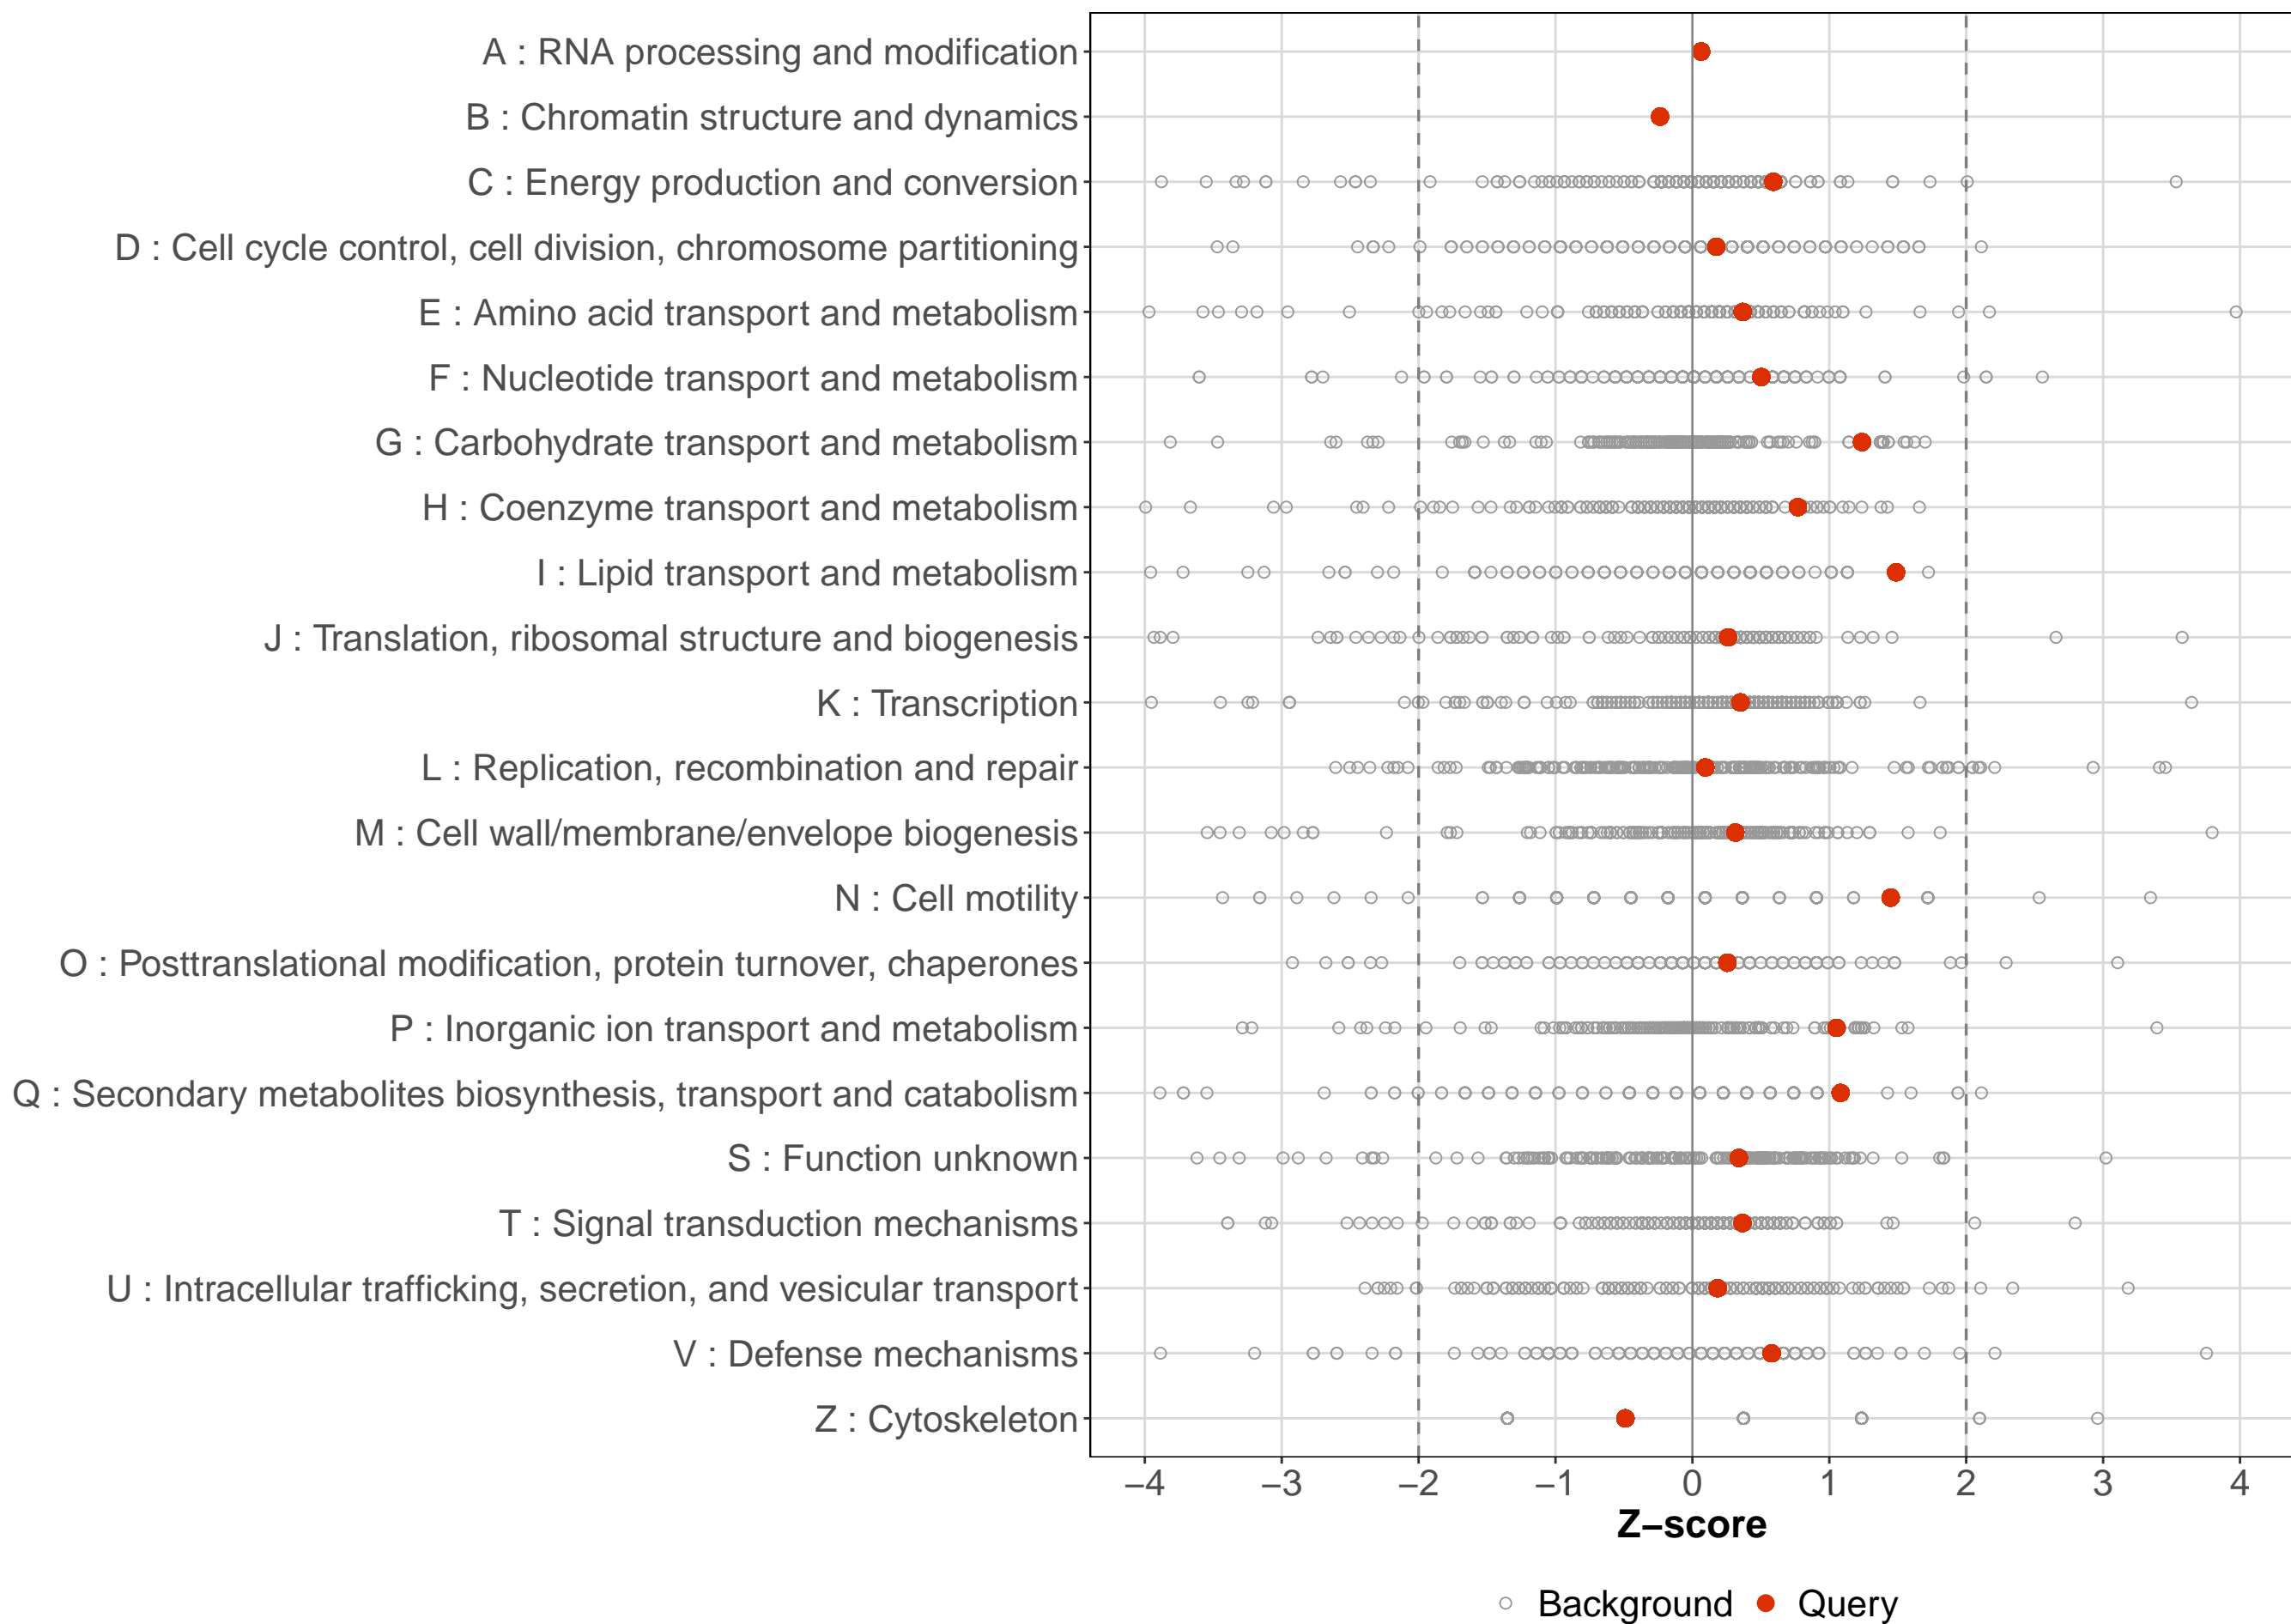 A : RNA processing and modification
B : Chromatin structure and dynamics
C : Energy production and conversion
D : Cell cycle control, cell division, chromosome partitioning
E : Amino acid transport and metabolism
F : Nucleotide transport and metabolism
G : Carbohydrate transport and metabolism
H : Coenzyme transport and metabolism
I : Lipid transport and metabolism
J : Translation, ribosomal structure and biogenesis
K : Transcription
L : Replication, recombination and repair
M : Cell wall/membrane/envelope biogenesis
N : Cell motility
O : Posttranslational modification, protein turnover, chaperones
P : Inorganic ion transport and metabolism
Q : Secondary metabolites biosynthesis, transport and catabolism
S : Function unknown
T : Signal transduction mechanisms
U : Intracellular trafficking, secretion, and vesicular transport
V : Defense mechanisms
Z : Cytoskeleton
−4 −3 −2 −1 0 1 2 3 4
Z−score
Background Query